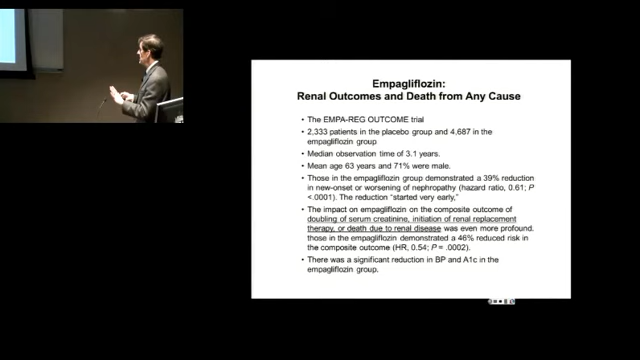 Empagliflozin:
Renal Outcomes and Death from Any Cause
• The EMPA-REG OUTCOME trial
• 2,333 patients in the placebo group and 4,687 in the
empagliflozin group
• Median observation time of 3.1 years.
• Mean age 63 years and 71% were male.
• Those in the empagliflozin group demonstrated a 39% reduction
in new-onset or worsening of nephropathy (hazard ratio, 0.61; P
<.0001). The reduction “started very early,”
• The impact on empagliflozin on the composite outcome of
doubling of serum creatinine, initiation of renal replacement
therapy, or death due to renal disease was even more profound.
those in the empagliflozin demonstrated a 46% reduced risk in
the composite outcome (HR, 0.54; P = .0002).
• There was a significant reduction in BP and A1c in the
empagliflozin group.